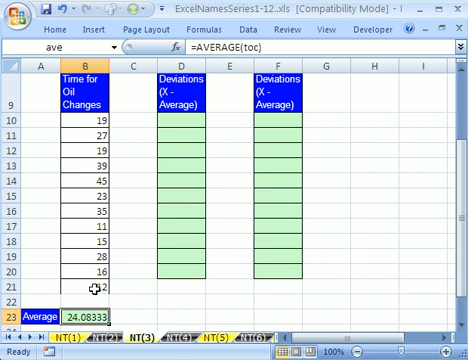 ExcelNamesSeries1-12..xls [Compatibility Mode] - ...
Home Insert Page Layout Formulas Data Review View Developer
ave fx =AVERAGE(toc)
A B C D E F G H I
9 Time for Oil Changes Deviations (X - Average) Deviations (X - Average)
10 19
11 27
12 19
13 39
14 45
15 23
16 35
17 11
18 15
19 28
20 16
21
22
23 Average 24.08333
NT(1) NT(2) NT(3) NT(4) NT(5) NT(6)
Ready 100%